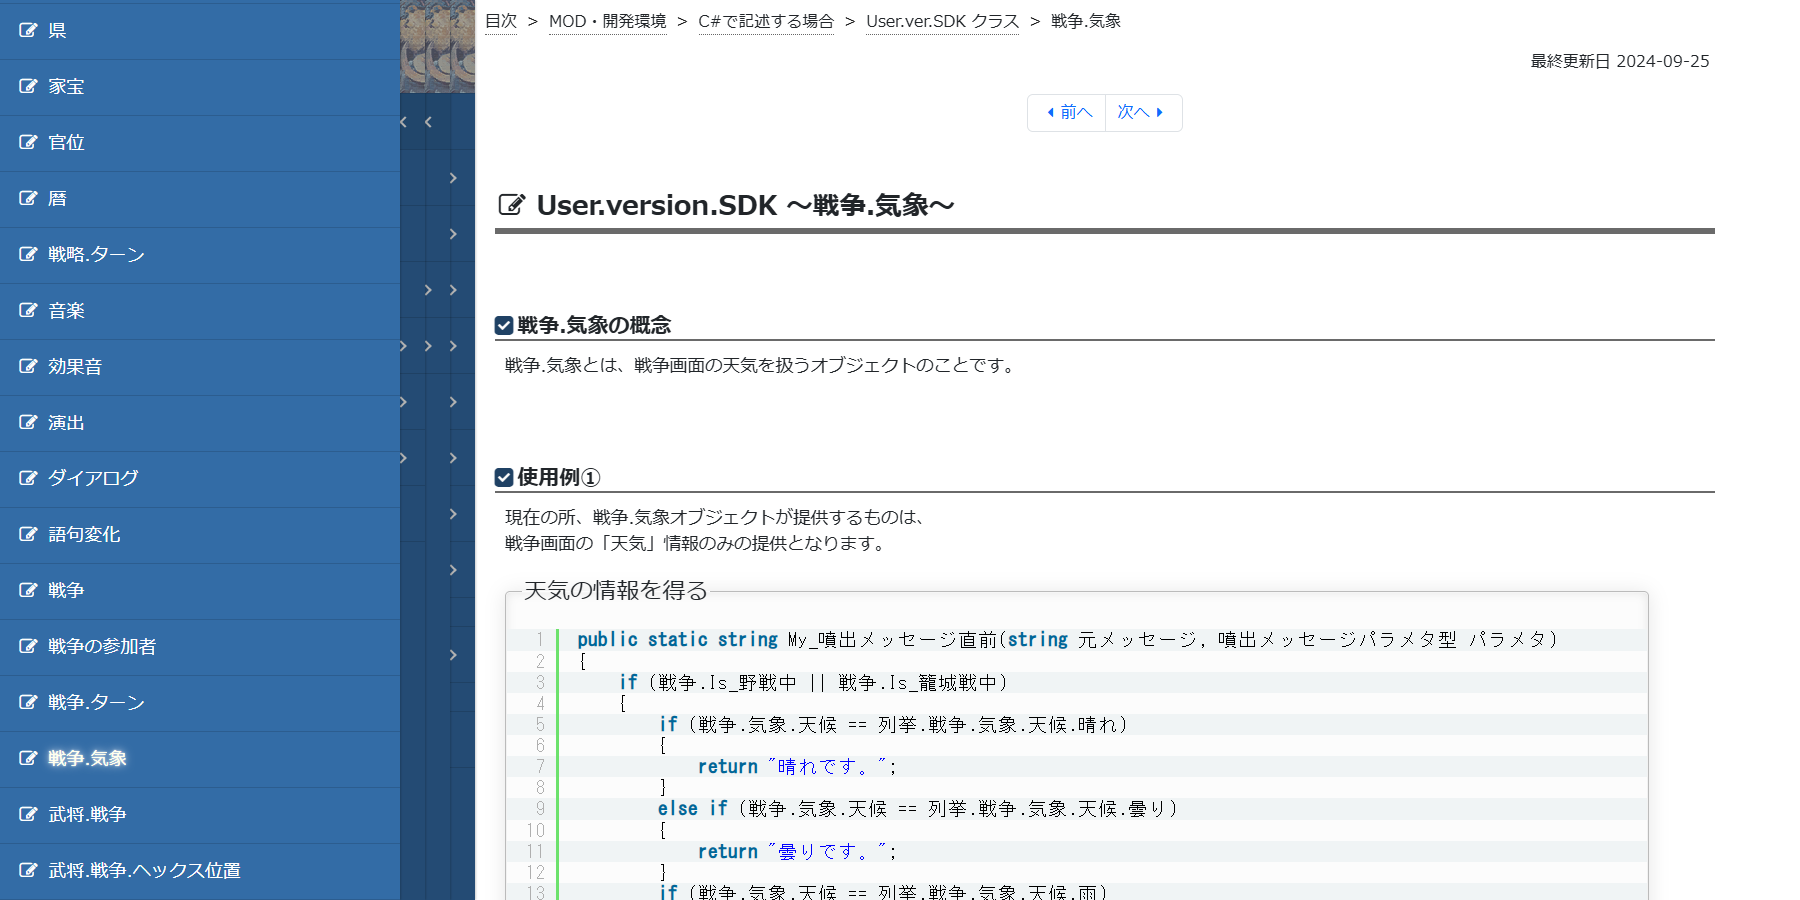 県
家宝
官位
暦
戦略.ターン
音楽
効果音
演出
ダイアログ
語句変化
戦争
戦争の参加者
戦争.ターン
戦争.気象
武将.戦争
武将.戦争.ヘックス位置
目次 > MOD・開発環境 > C#で記述する場合 > User.ver.SDK クラス > 戦争.気象
最終更新日 2024-09-25
前へ 次へ
User.version.SDK ～戦争.気象～
戦争.気象の概念
戦争.気象とは、戦争画面の天気を扱うオブジェクトのことです。
使用例①
現在の所、戦争.気象オブジェクトが提供するものは、
戦争画面の「天気」情報のみの提供となります。
天気の情報を得る
1 public static string My_噴出メッセージ直前(string 元メッセージ, 噴出メッセージパラメタ型 パラメタ)
2 {
3 if (戦争.Is_野戦中 || 戦争.Is_籠城戦中)
4 {
5 if (戦争.気象.天候 == 列挙.戦争.気象.天候.晴れ)
6 {
7 return "晴れです。";
8 }
9 else if (戦争.気象.天候 == 列挙.戦争.気象.天候.曇り)
10 {
11 return "曇りです。";
12 }
13 if (戦争.気象.天候 == 列挙.戦争.気象.天候.雨)